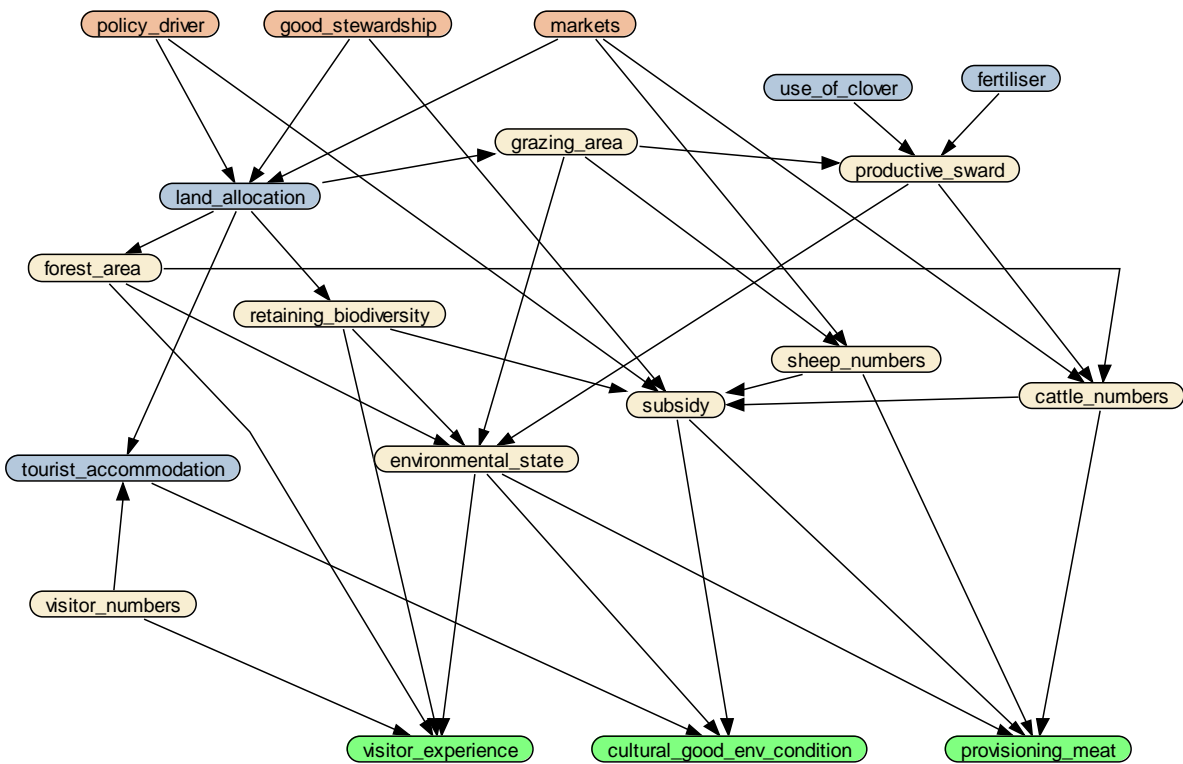 policy_driver
good_stewardship
markets
use_of_clover
fertiliser
grazing_area
productive_sward
land_allocation
forest_area
retaining_biodiversity
sheep_numbers
cattle_numbers
subsidy
environmental_state
tourist_accommodation
visitor_numbers
visitor_experience
cultural_good_env_condition
provisioning_meat